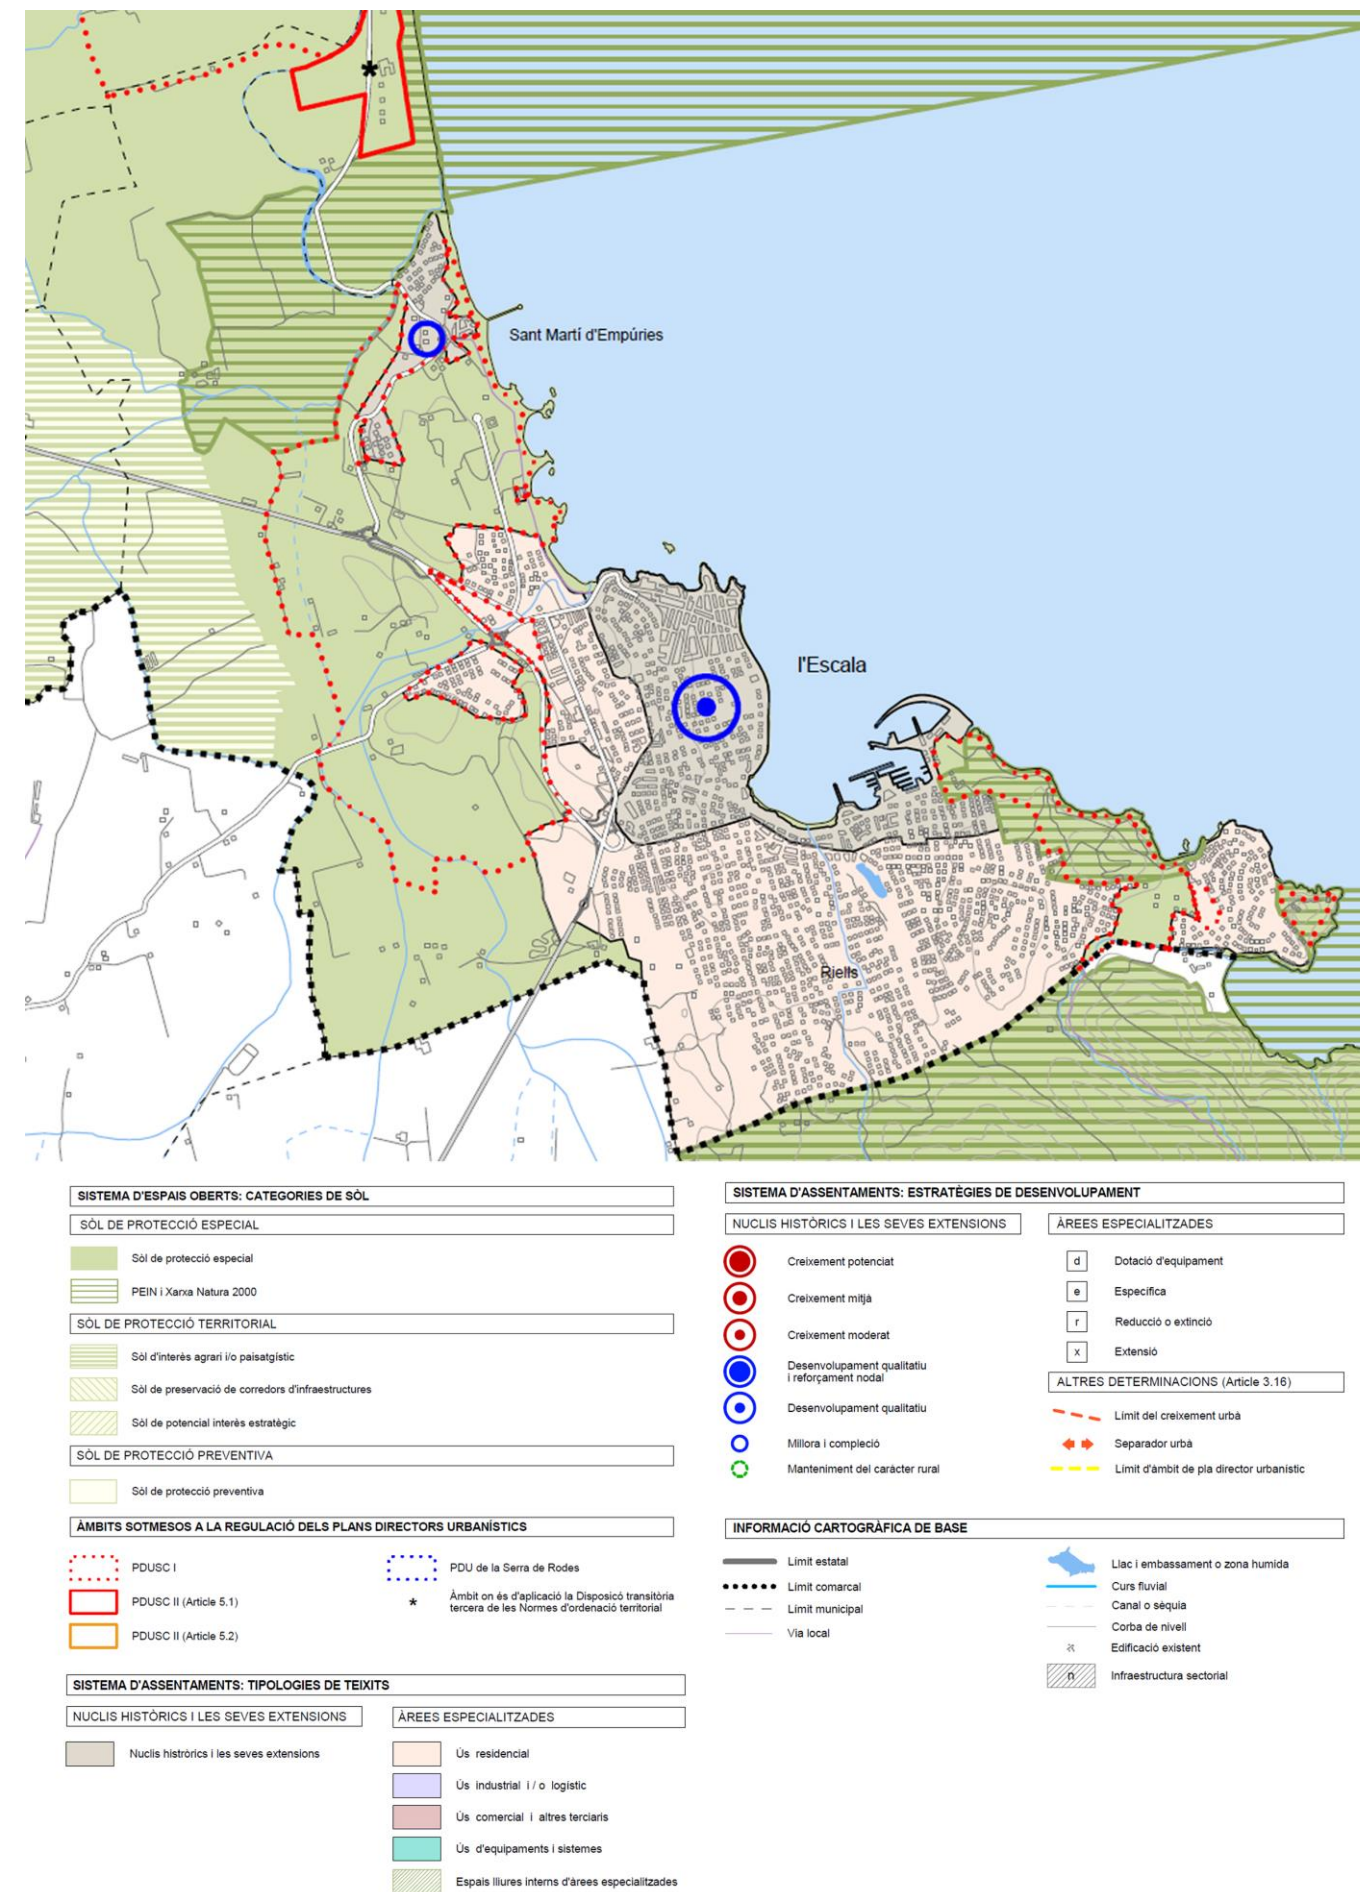 Sant Martí d'Empúries
l'Escala
Riells
SISTEMA D'ESPAIS OBERTS: CATEGORIES DE SÒL
SÒL DE PROTECCIÓ ESPECIAL
Sòl de protecció especial
PEIN i Xarxa Natura 2000
SÒL DE PROTECCIÓ TERRITORIAL
Sòl d'interès agrari i/o paisatgístic
Sòl de preservació de corredors d'infraestructures
Sòl de potencial interès estratègic
SÒL DE PROTECCIÓ PREVENTIVA
Sòl de protecció preventiva
ÀMBITS SOTMESOS A LA REGULACIÓ DELS PLANS DIRECTORS URBANÍSTICS
PDUSC I
PDUSC II (Article 5.1)
PDUSC II (Article 5.2)
PDU de la Serra de Rodes
* Àmbit on és d'aplicació la Disposició transitòria
tercera de les Normes d'ordenació territorial
SISTEMA D'ASSENTAMENTS: TIPOLOGIES DE TEIXITS
NUCLIS HISTÒRICS I LES SEVES EXTENSIONS
Nuclis histròrics i les seves extensions
ÀREES ESPECIALITZADES
Ús residencial
Ús industrial i / o logístic
Ús comercial i altres terciaris
Ús d'equipaments i sistemes
Espais lliures interns d'àrees especialitzades
SISTEMA D'ASSENTAMENTS: ESTRATÈGIES DE DESENVOLUPAMENT
NUCLIS HISTÒRICS I LES SEVES EXTENSIONS
Creixement potenciat
Creixement mitjà
Creixement moderat
Desenvolupament qualitatiu
i reforçament nodal
Desenvolupament qualitatiu
Millora i compleció
Manteniment del caràcter rural
ÀREES ESPECIALITZADES
d Dotació d'equipament
e Específica
r Reducció o extinció
x Extensió
ALTRES DETERMINACIONS (Article 3.16)
Límit del creixement urbà
Separador urbà
Límit d'àmbit de pla director urbanístic
INFORMACIÓ CARTOGRÀFICA DE BASE
Límit estatal
Límit comarcal
Límit municipal
Via local
Llac i embassament o zona humida
Curs fluvial
Canal o sèquia
Corba de nivell
Edificació existent
n Infraestructura sectorial